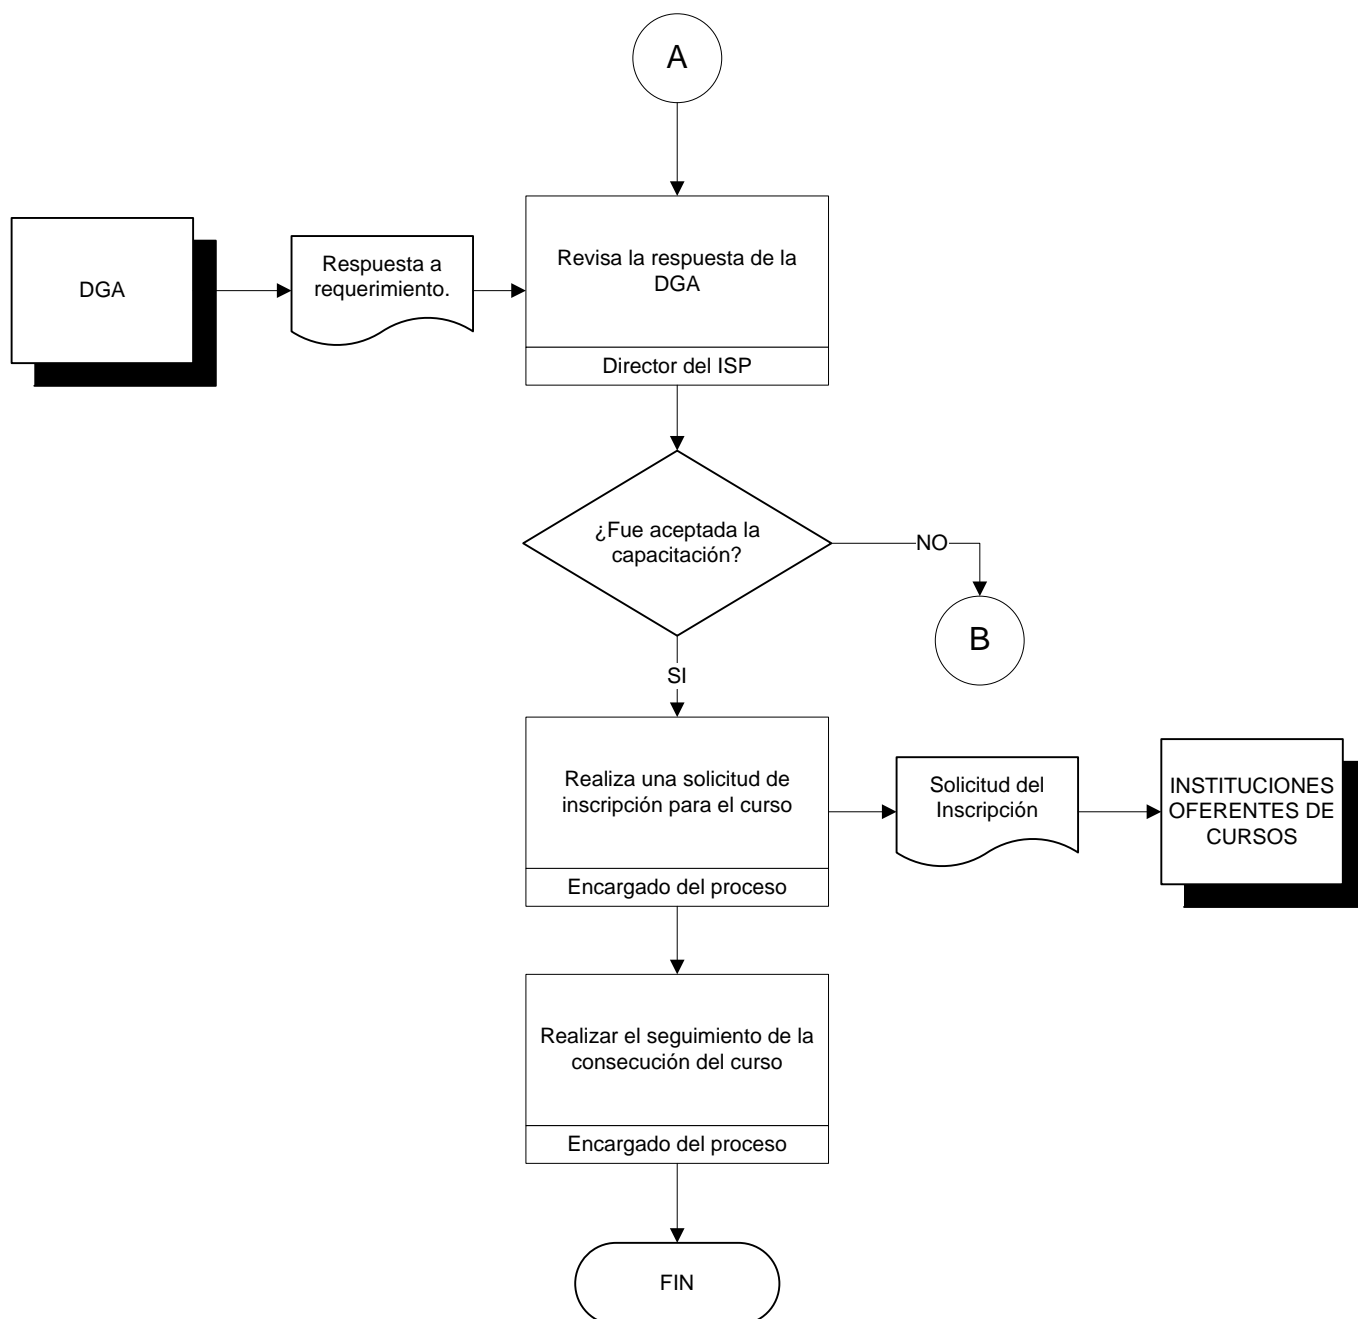 A
DGA
Respuesta a
requerimiento.
Revisa la respuesta de la
DGA
Director del ISP
¿Fue aceptada la
capacitación?
NO
B
SI
Realiza una solicitud de
inscripción para el curso
Encargado del proceso
Solicitud del
Inscripción
INSTITUCIONES
OFERENTES DE
CURSOS
Realizar el seguimiento de la
consecución del curso
Encargado del proceso
FIN